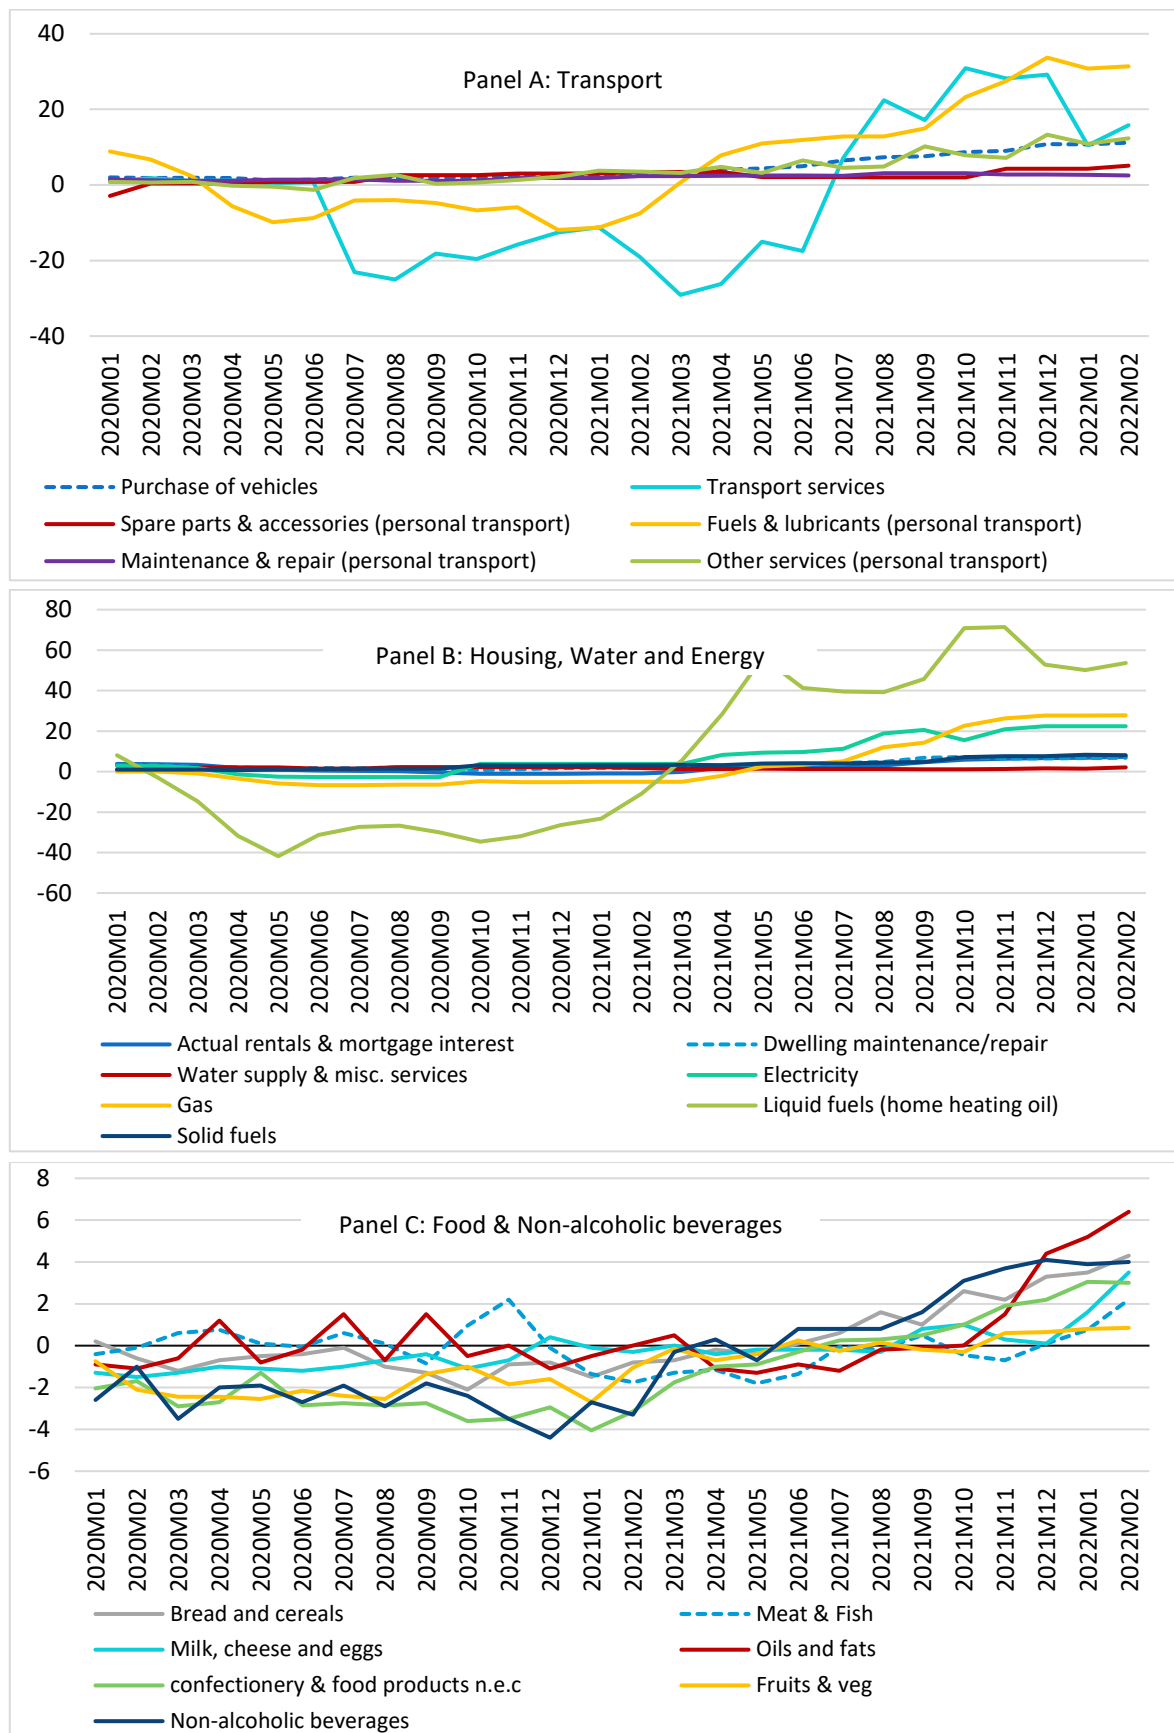 Panel A: Transport
40
20
0
-20
-40
2020M01
2020M02
2020M03
2020M04
2020M05
2020M06
2020M07
2020M08
2020M09
2020M10
2020M11
2020M12
2021M01
2021M02
2021M03
2021M04
2021M05
2021M06
2021M07
2021M08
2021M09
2021M10
2021M11
2021M12
2022M01
2022M02
Purchase of vehicles
Transport services
Spare parts & accessories (personal transport)
Fuels & lubricants (personal transport)
Maintenance & repair (personal transport)
Other services (personal transport)
Panel B: Housing, Water and Energy
80
60
40
20
0
-20
-40
-60
2020M01
2020M02
2020M03
2020M04
2020M05
2020M06
2020M07
2020M08
2020M09
2020M10
2020M11
2020M12
2021M01
2021M02
2021M03
2021M04
2021M05
2021M06
2021M07
2021M08
2021M09
2021M10
2021M11
2021M12
2022M01
2022M02
Actual rentals & mortgage interest
Dwelling maintenance/repair
Water supply & misc. services
Electricity
Gas
Liquid fuels (home heating oil)
Solid fuels
Panel C: Food & Non-alcoholic beverages
8
6
4
2
0
-2
-4
-6
2020M01
2020M02
2020M03
2020M04
2020M05
2020M06
2020M07
2020M08
2020M09
2020M10
2020M11
2020M12
2021M01
2021M02
2021M03
2021M04
2021M05
2021M06
2021M07
2021M08
2021M09
2021M10
2021M11
2021M12
2022M01
2022M02
Bread and cereals
Meat & Fish
Milk, cheese and eggs
Oils and fats
confectionery & food products n.e.c
Fruits & veg
Non-alcoholic beverages